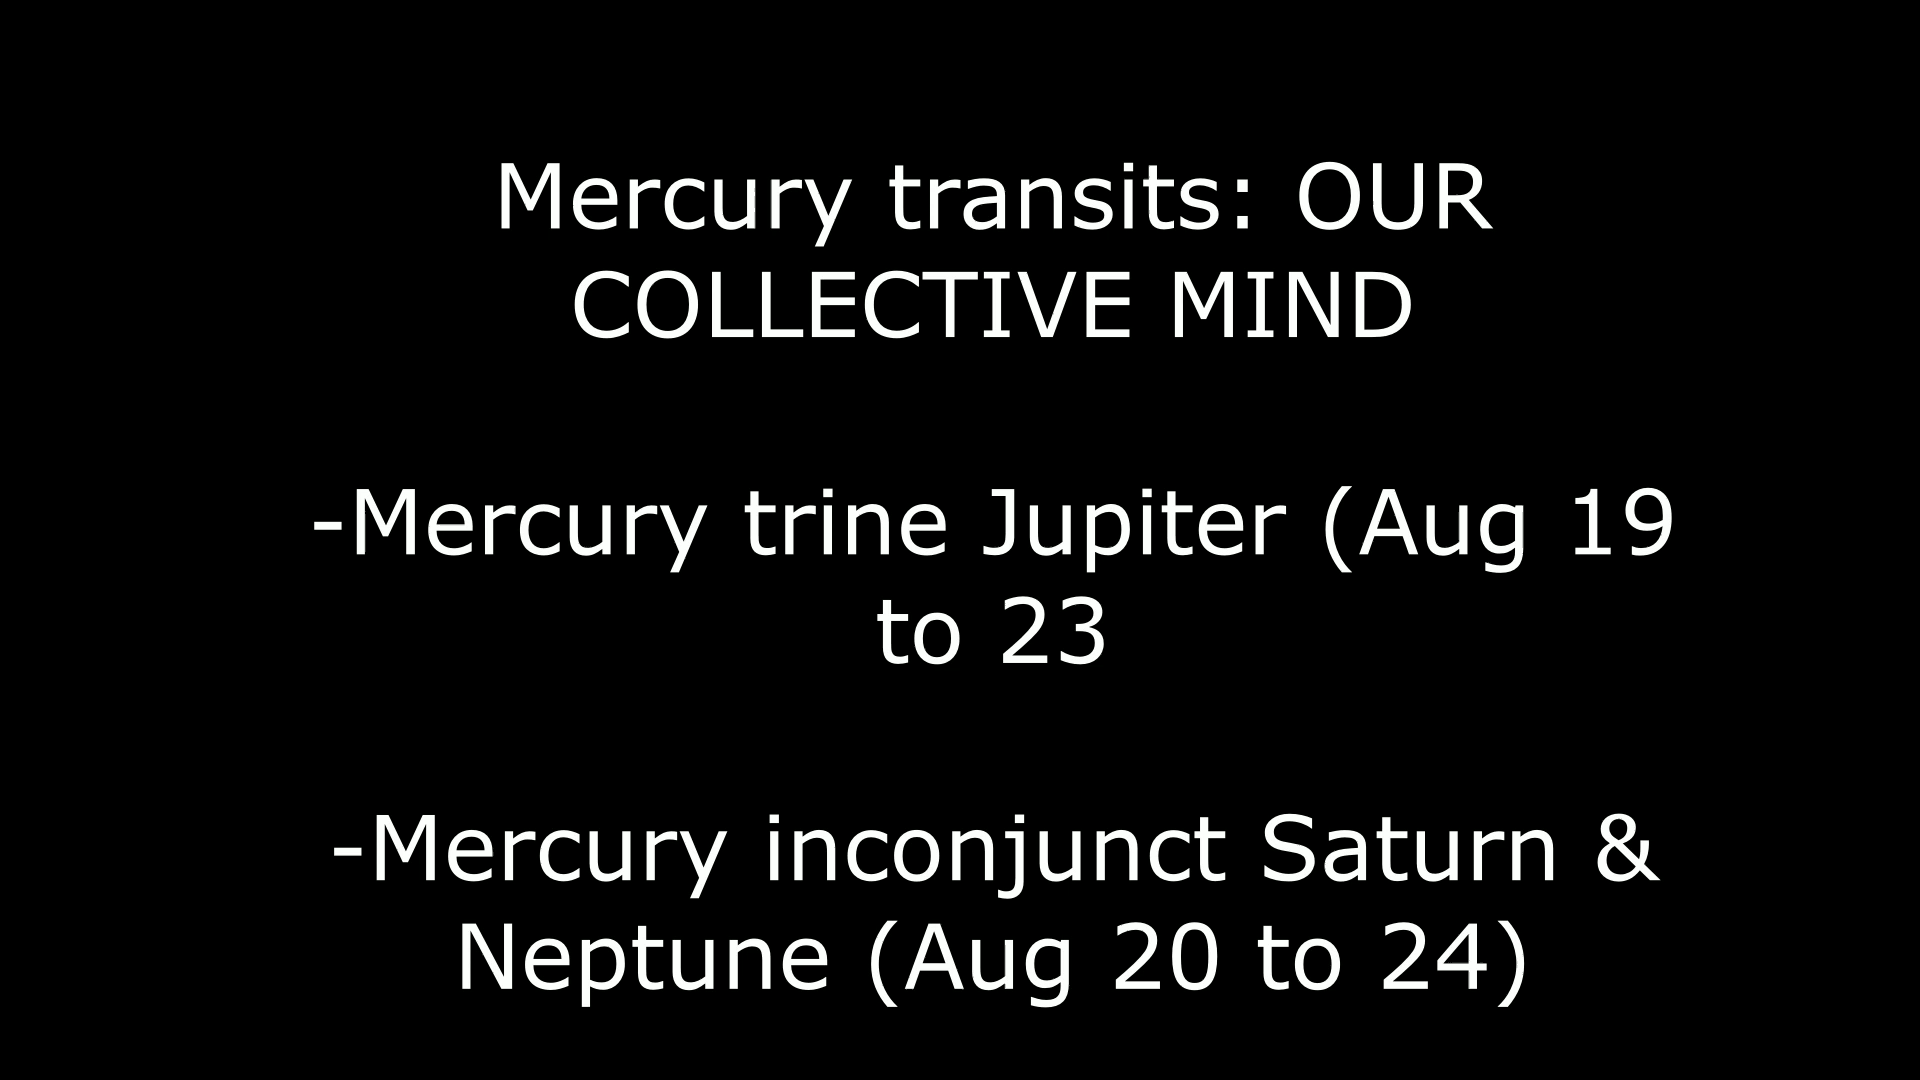 Mercury transits: OUR
COLLECTIVE MIND
-Mercury trine Jupiter (Aug 19
to 23
-Mercury inconjunct Saturn &
Neptune (Aug 20 to 24)